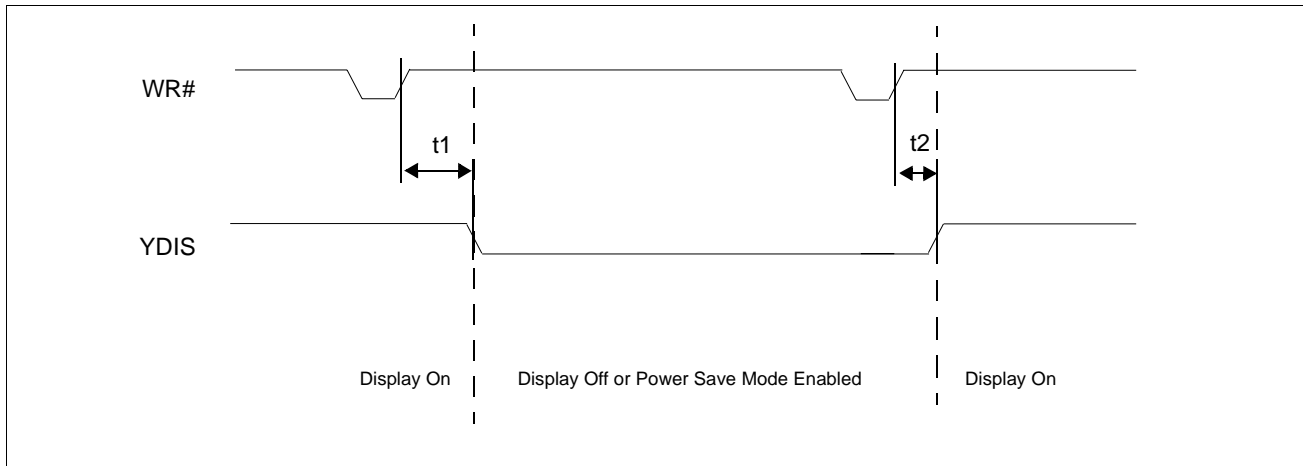 WR#
t1
t2
YDIS
Display On
Display Off or Power Save Mode Enabled
Display On